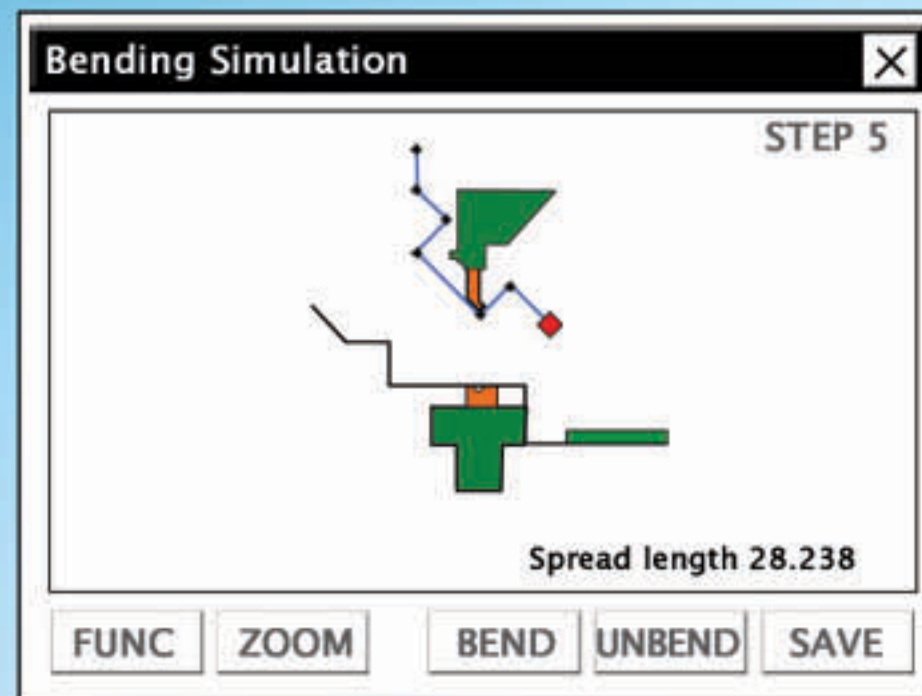 Bending Simulation
STEP 5
Spread length 28.238
FUNC ZOOM BEND UNBEND SAVE